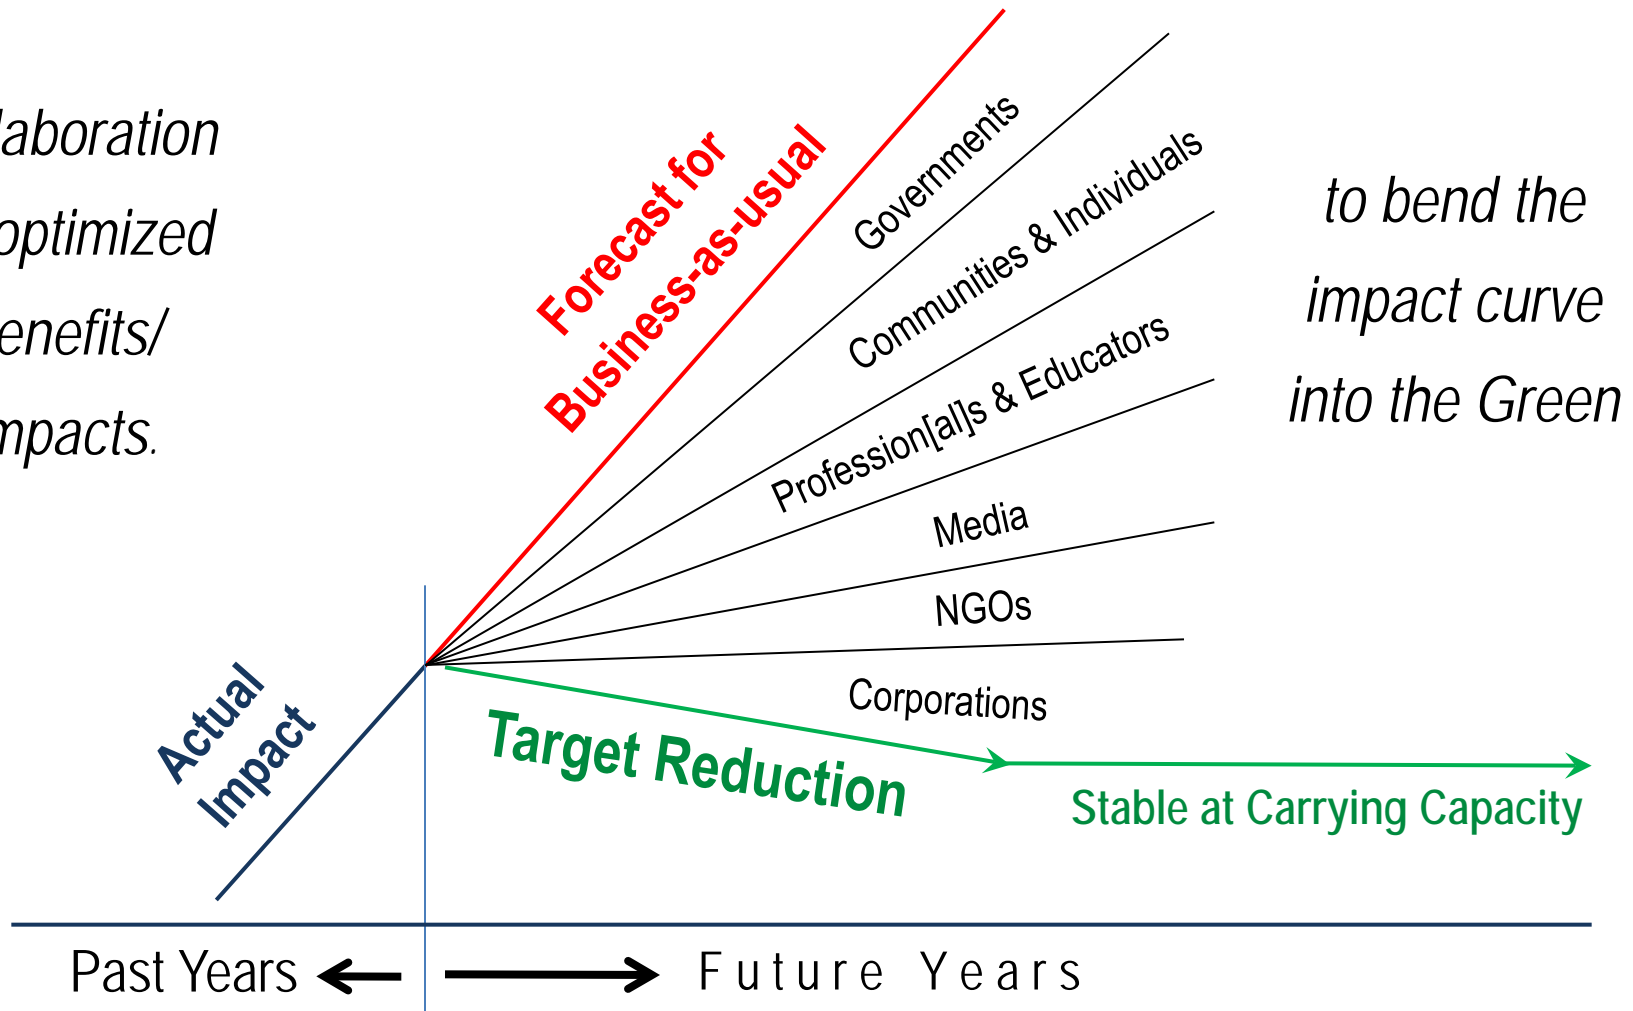 laboration
optimized
enefits/
mpacts.
Forecast for
Business-as-usual
Governments
Communities & Individuals
Profession[al]s & Educators
Media
NGOs
Corporations
to bend the
impact curve
into the Green
Actual
Impact
Target Reduction
Stable at Carrying Capacity
Past Years
Future Years